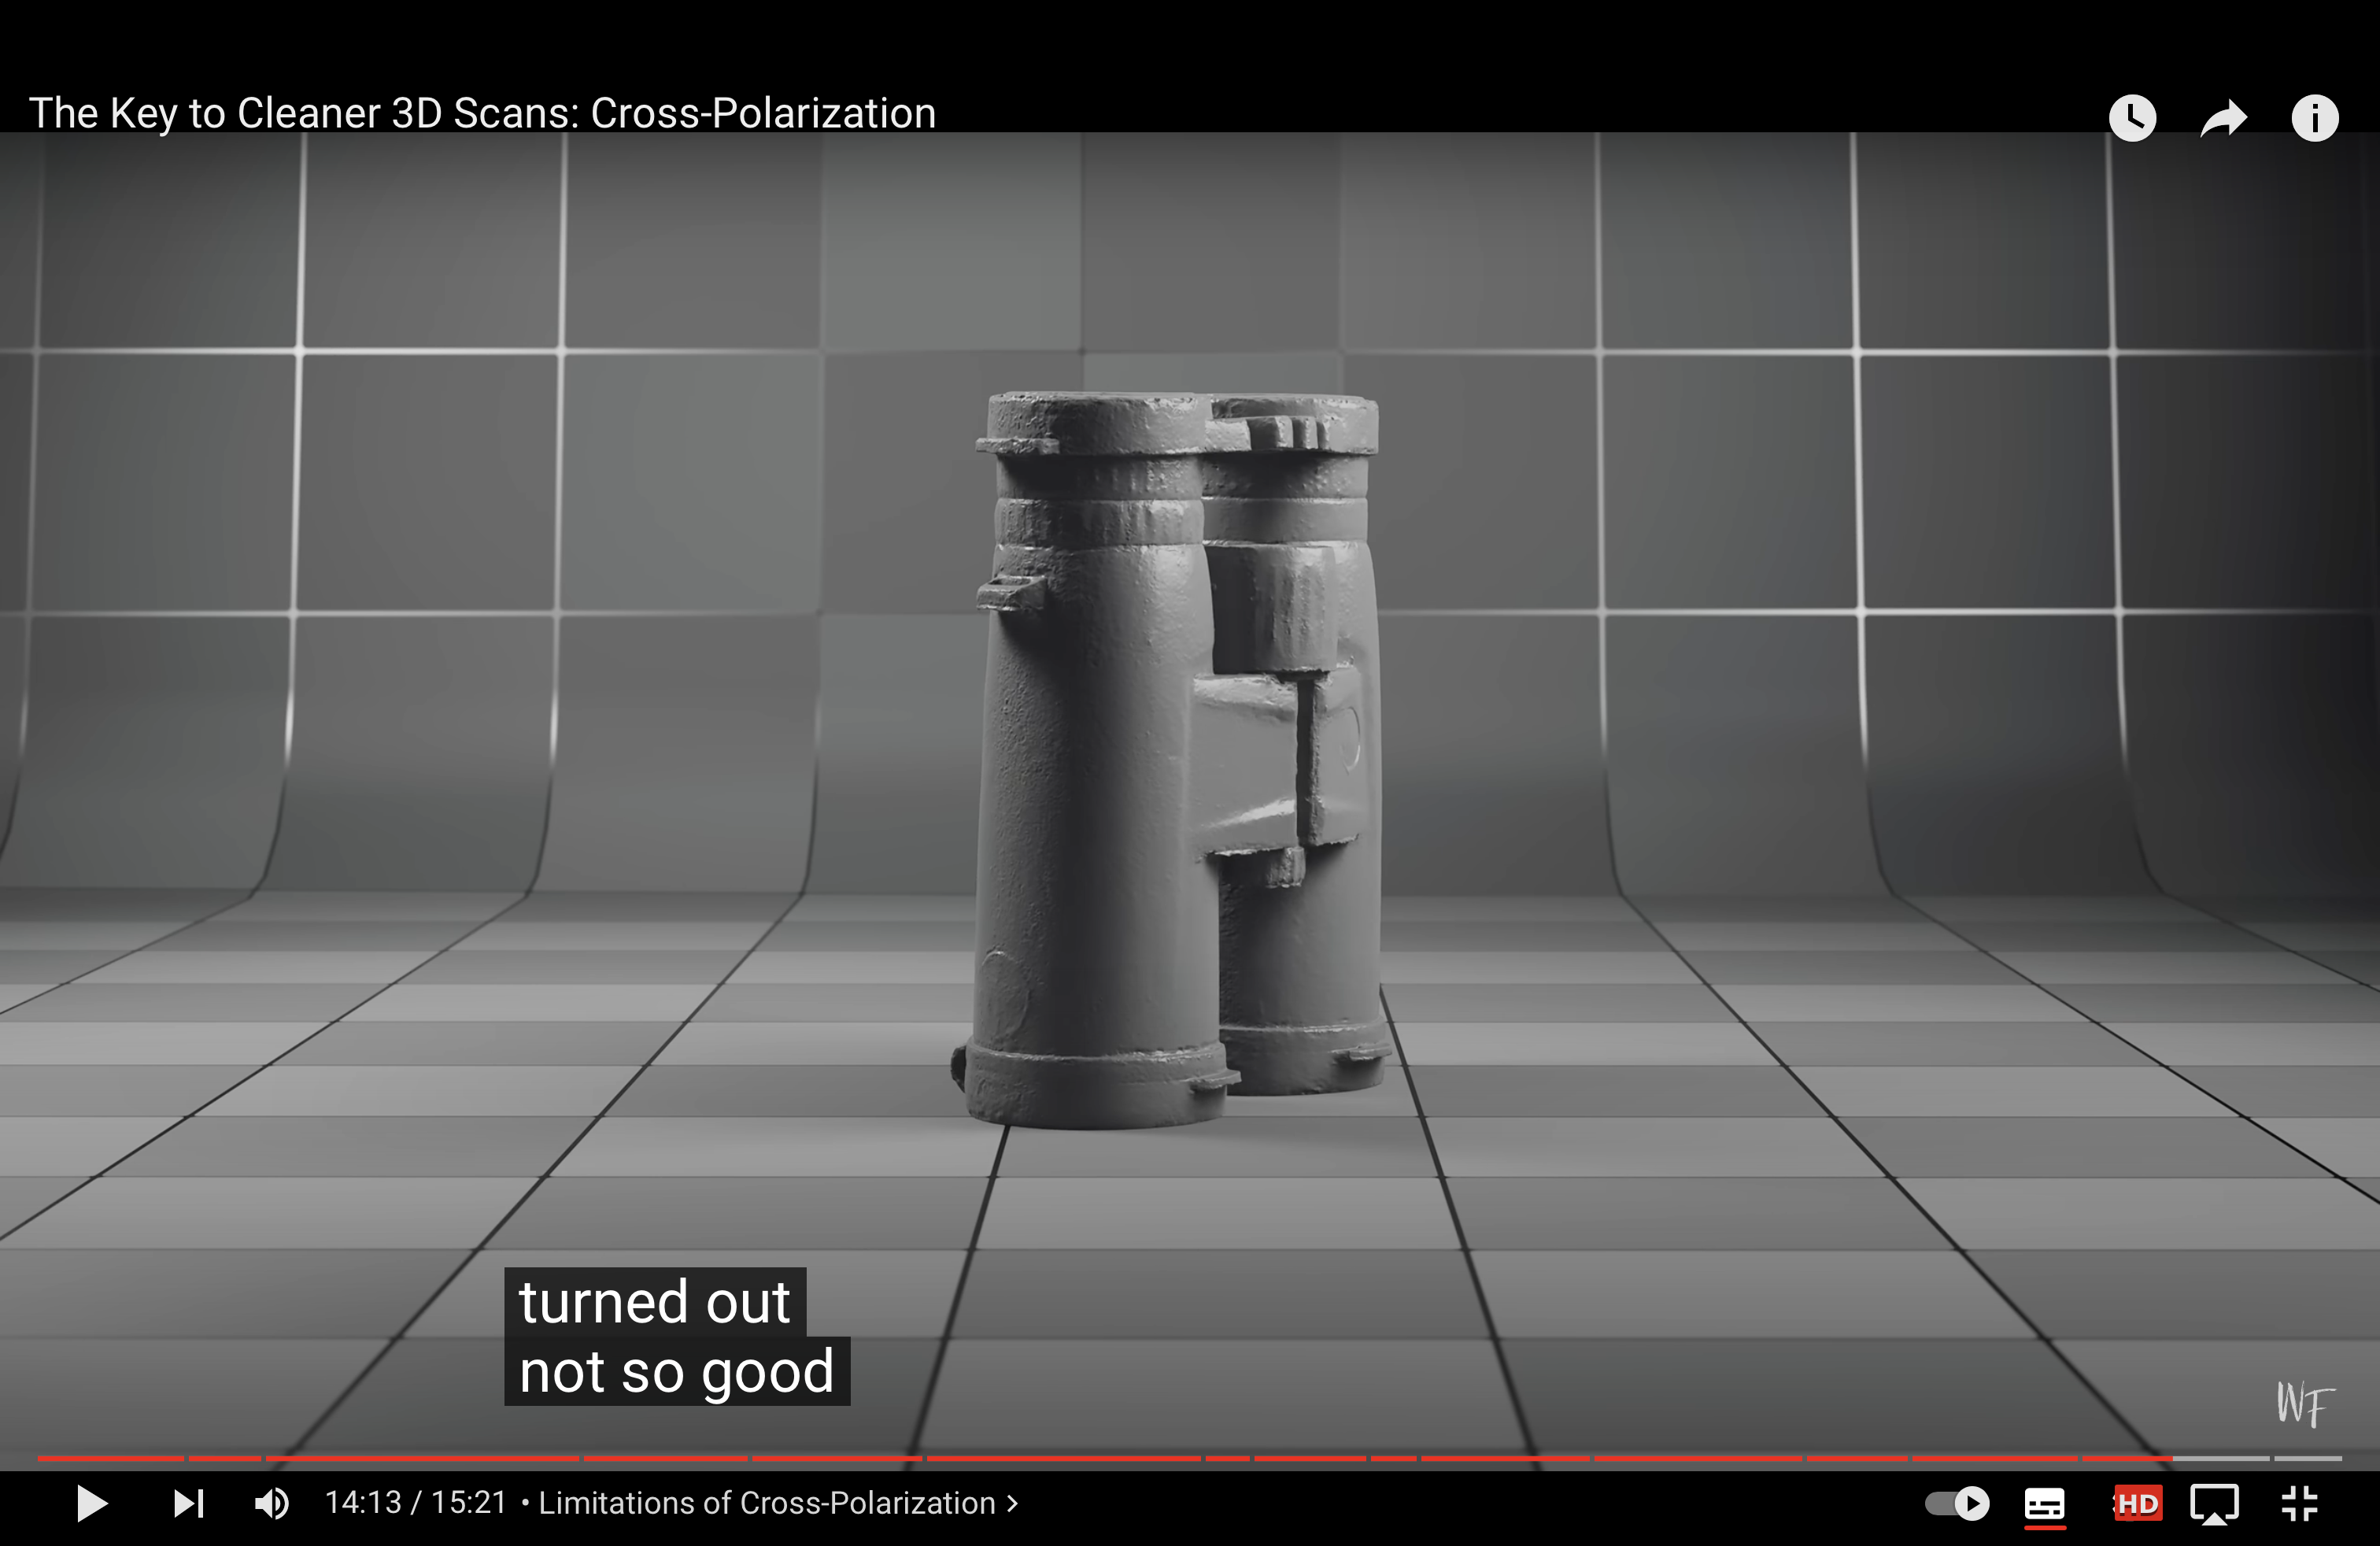 The Key to Cleaner 3D Scans: Cross-Polarization
turned out
not so good
WF
14:13 / 15:21 • Limitations of Cross-Polarization >
HD